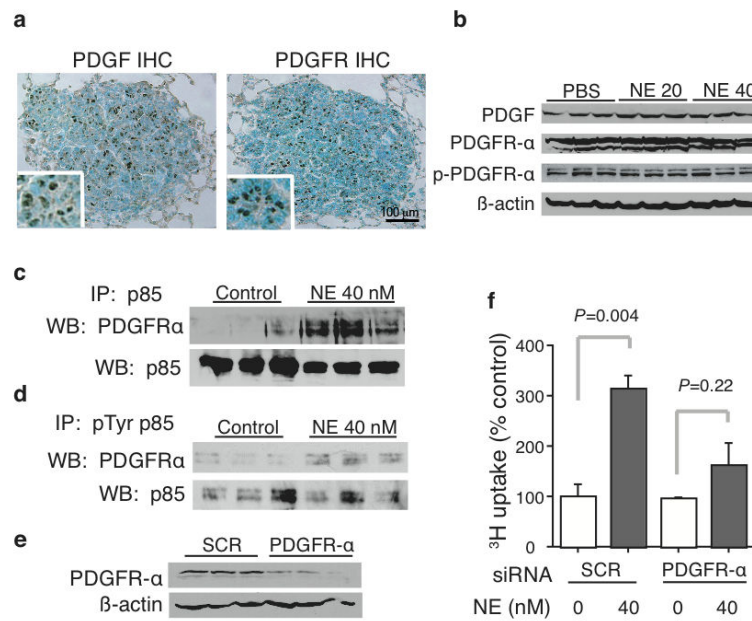 a
PDGF IHC
PDGFR IHC
100 µm
b
PBS NE 20 NE 40
PDGF
PDGFR-α
p-PDGFR-α
ß-actin
c
IP: p85 Control NE 40 nM
WB: PDGFRα
WB: p85
d
IP: pTyr p85 Control NE 40 nM
WB: PDGFRα
WB: p85
e
SCR PDGFR-α
PDGFR-α
ß-actin
f
P=0.004
P=0.22
³H uptake (% control)
400
300
200
100
0
siRNA SCR PDGFR-α
NE (nM) 0 40 0 40